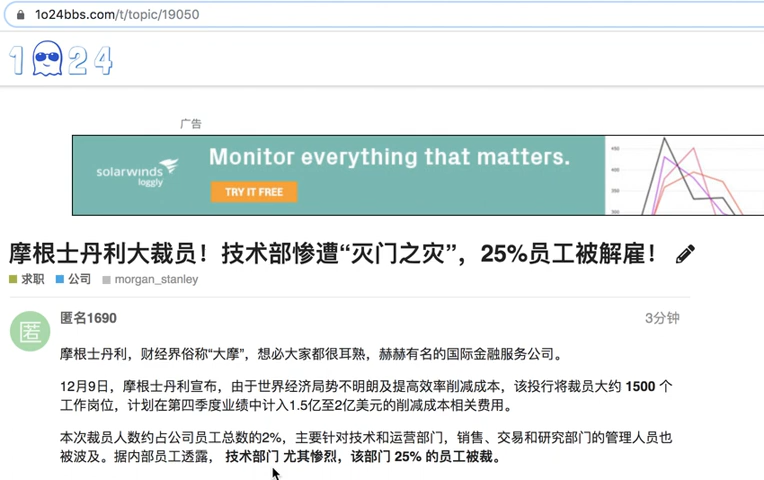 1o24bbs.com/t/topic/19050
1 24
广告
solarwinds
loggly
Monitor everything that matters.
TRY IT FREE
450
400
350
300
摩根士丹利大裁员！技术部惨遭“灭门之灾”，25%员工被解雇！
求职 公司 morgan_stanley
匿
匿名1690 3分钟
摩根士丹利，财经界俗称“大摩”，想必大家都很耳熟，赫赫有名的国际金融服务公司。
12月9日，摩根士丹利宣布，由于世界经济局势不明朗及提高效率削减成本，该投行将裁员大约 1500 个
工作岗位，计划在第四季度业绩中计入1.5亿至2亿美元的削减成本相关费用。
本次裁员人数约占公司员工总数的2%，主要针对技术和运营部门，销售、交易和研究部门的管理人员也
被波及。据内部员工透露， 技术部门 尤其惨烈，该部门 25% 的员工被裁。